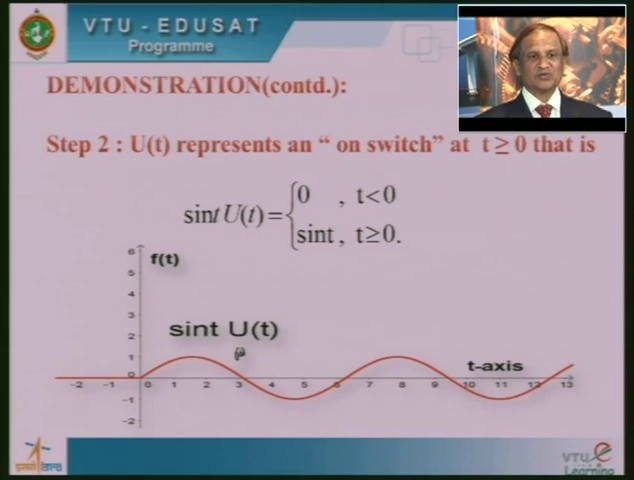 VTU - EDUSAT
Programme
DEMONSTRATION(contd.):
Step 2 : U(t) represents an “ on switch” at t ≥ 0 that is
sint U(t) = { 0 , t<0
sint , t≥0.
f(t)
6
5
4
3
2
1
0
-1
-2
sint U(t)
t-axis
-2 -1 0 1 2 3 4 5 6 7 8 9 10 11 12 13
VTU e
Learning